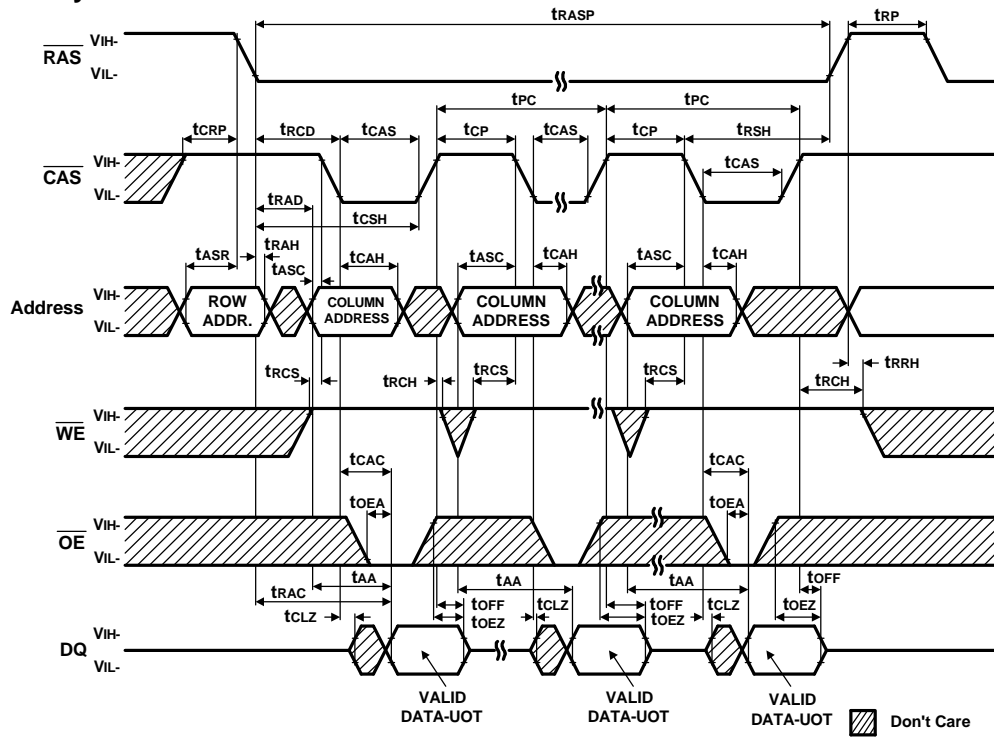 tRASP tRP
RAS VIH-
VIL-
tPC tPC
tCRP tRCD tCAS tCP tCAS tCP tRSH
CAS VIH-
VIL-
tCAS
tRAD
tCSH
tASR tRAH tASC tCAH tASC tCAH tASC tCAH
Address VIH-
VIL-
ROW ADDR.
COLUMN ADDRESS
COLUMN ADDRESS
COLUMN ADDRESS
tRCS tRCH tRCS tRCS tRCH tRRH
WE VIH-
VIL-
tCAC tCAC
tOEA tOEA
OE VIH-
VIL-
tAA tAA tAA tOFF
tRAC tOFF tOFF tOEZ
tCLZ tOEZ tCLZ tOEZ tCLZ
DQ VIH-
VIL-
VALID DATA-UOT
VALID DATA-UOT
VALID DATA-UOT
Don't Care